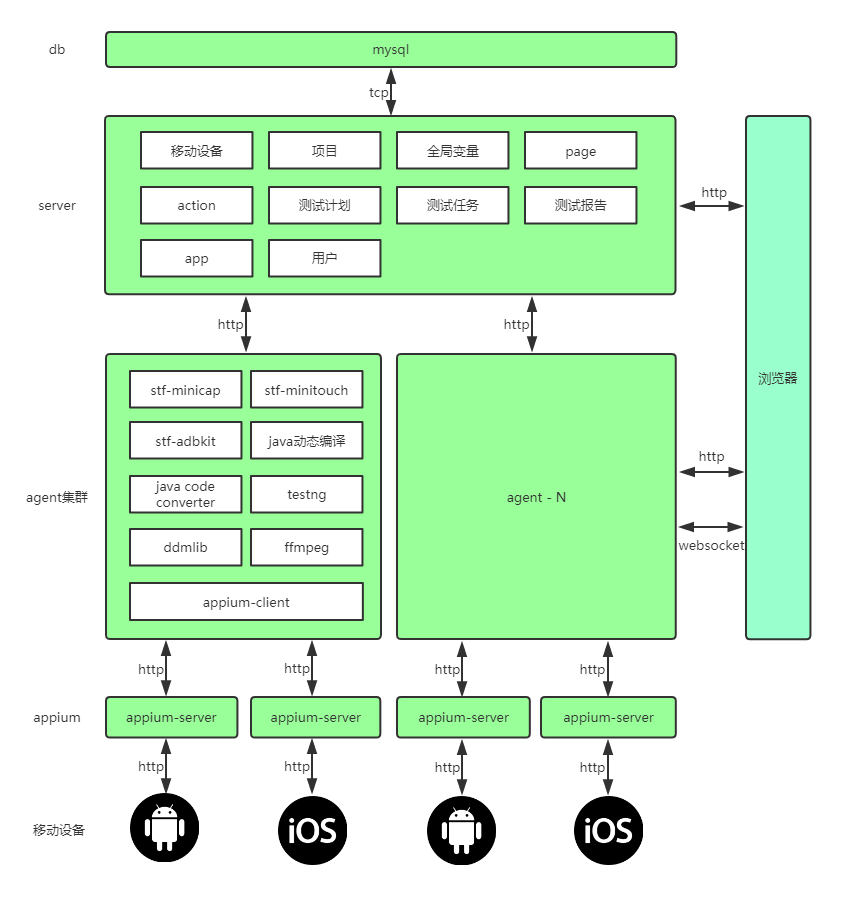 db
mysql
tcp
server
移动设备
项目
全局变量
page
action
测试计划
测试任务
测试报告
app
用户
http
浏览器
http
http
agent集群
stf-minicap
stf-minitouch
stf-adbkit
java动态编译
java code
converter
testng
ddmlib
ffmpeg
appium-client
agent - N
http
websocket
http
http
http
http
appium
appium-server
appium-server
appium-server
appium-server
http
http
http
http
移动设备
iOS
iOS